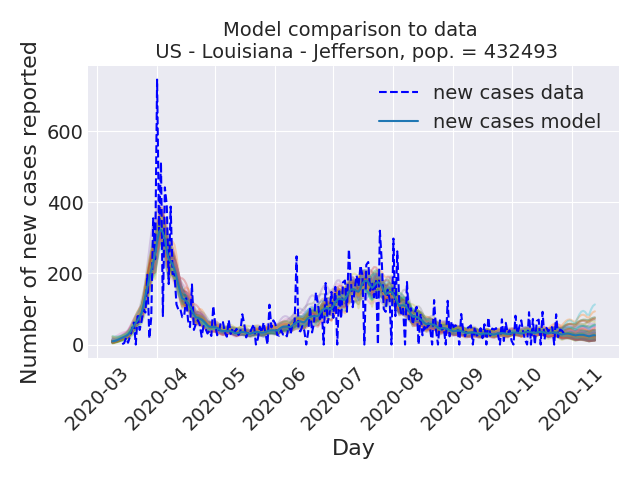 Model comparison to data
US - Louisiana - Jefferson, pop. = 432493
new cases data
new cases model
Number of new cases reported
600
400
200
0
2020-03
2020-04
2020-05
2020-06
2020-07
2020-08
2020-09
2020-10
2020-11
Day